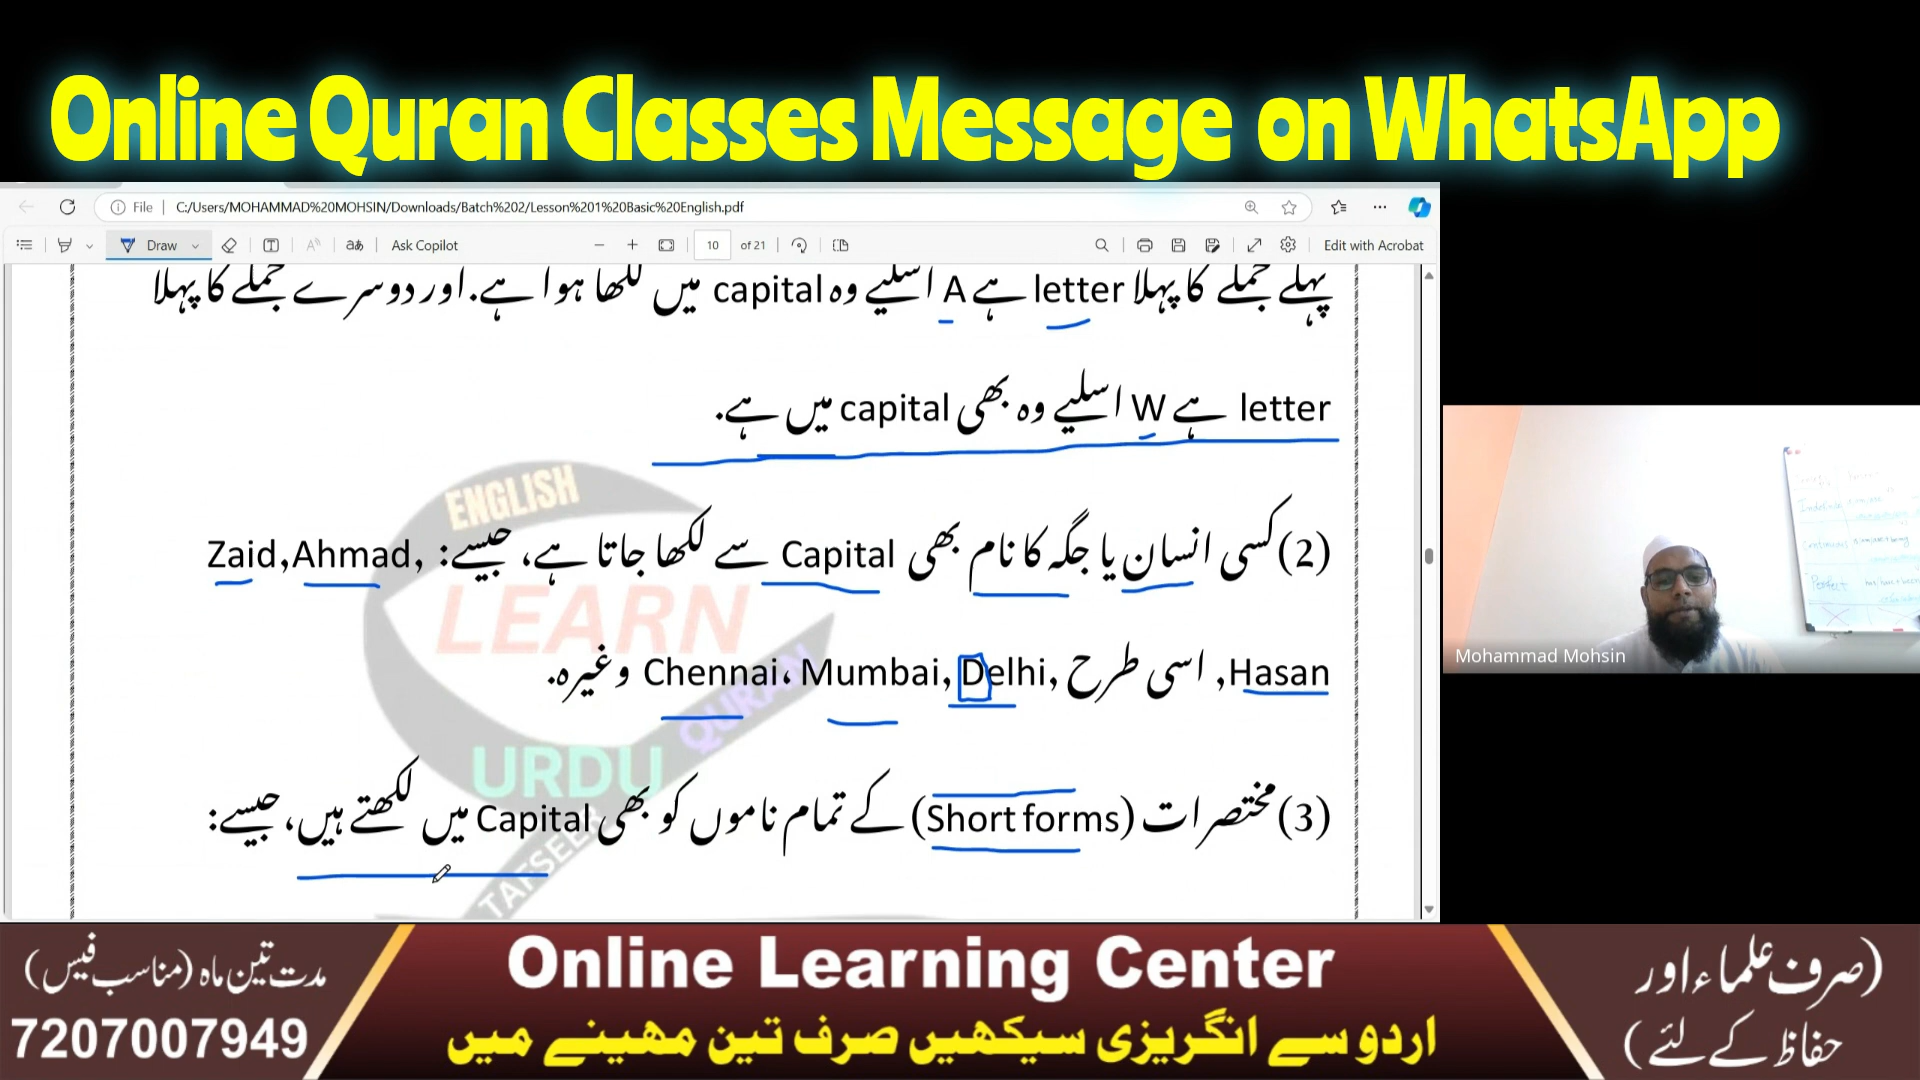 Online Quran Classes Message on WhatsApp
File | C:/Users/MOHAMMAD%20MOHSIN/Downloads/Batch%202/Lesson%201%20Basic%20English.pdf
Draw | aあ | Ask Copilot 10 of 21 Edit with Acrobat
پہلے جملے کا پہلا letter ہے A اسلیے وہ capital میں لکھا ہوا ہے. اور دوسرے جملے کا پہلا
letter ہے W اسلیے وہ بھی capital میں ہے.
(2) کسی انسان یا جگہ کا نام بھی Capital سے لکھا جاتا ہے، جیسے: Zaid, Ahmad,
Hasan, اسی طرح Delhi, Mumbai، Chennai وغیرہ.
(3) مختصرات (Short forms) کے تمام ناموں کو بھی Capital میں لکھتے ہیں، جیسے:
ENGLISH
LEARN
QURAN
URDU
TAFSEER
Mohammad Mohsin
مدت تین ماہ (مناسب فیس)
7207007949
Online Learning Center
اردو سے انگریزی سیکھیں صرف تین مہینے میں
(صرف علماء اور
حفاظ کے لئے)